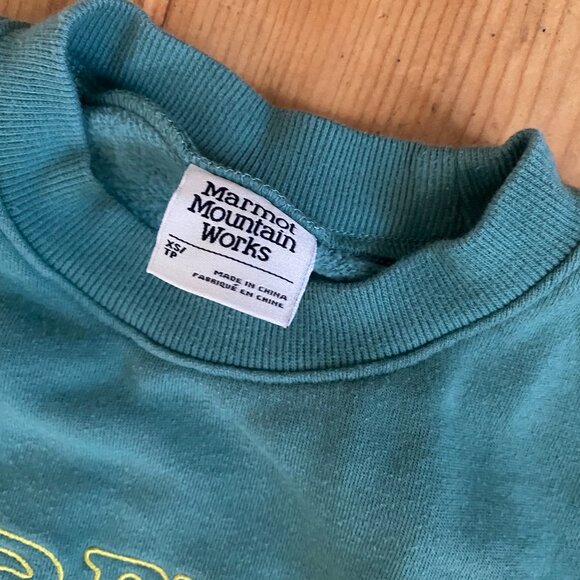 Marmot
Mountain
Works
XS/
TP
MADE IN CHINA
FABRIQUÉ EN CHINE